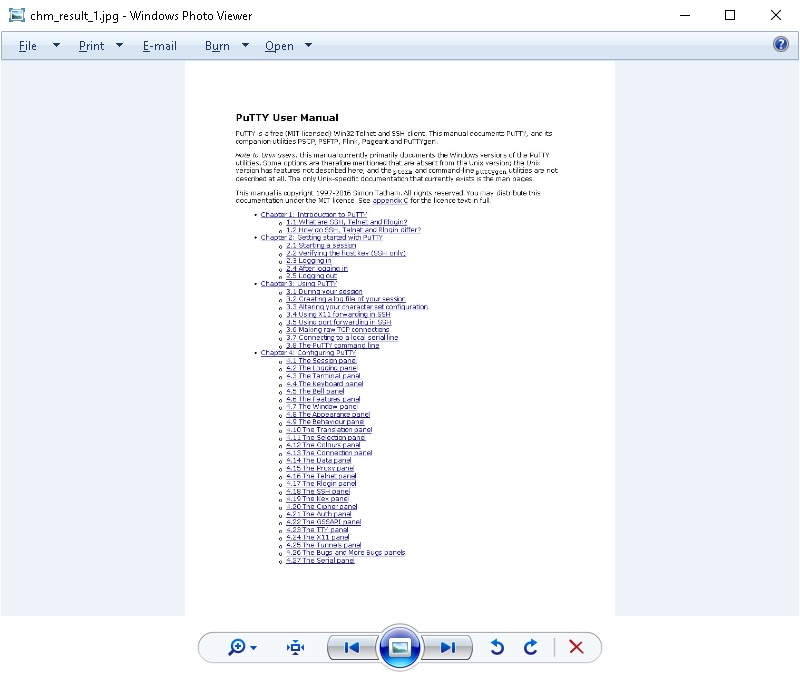 chm_result_1.jpg - Windows Photo Viewer
File Print E-mail Burn Open
PuTTY User Manual
PuTTY is a free (MIT-licensed) Win32 Telnet and SSH client. This manual documents PuTTY, and its
companion utilities PSCP, PSFTP, Plink, Pageant and PuTTYgen.
Note to Unix users: this manual currently primarily documents the Windows versions of the PuTTY
utilities. Some options are therefore mentioned that are absent from the Unix version; the Unix
version has features not described here; and the pterm and command-line puttygen utilities are not
described at all. The only Unix-specific documentation that currently exists is the man pages.
This manual is copyright 1997-2016 Simon Tatham. All rights reserved. You may distribute this
documentation under the MIT licence. See appendix C for the licence text in full.
• Chapter 1: Introduction to PuTTY
o 1.1 What are SSH, Telnet and Rlogin?
o 1.2 How do SSH, Telnet and Rlogin differ?
• Chapter 2: Getting started with PuTTY
o 2.1 Starting a session
o 2.2 Verifying the host key (SSH only)
o 2.3 Logging in
o 2.4 After logging in
o 2.5 Logging out
• Chapter 3: Using PuTTY
o 3.1 During your session
o 3.2 Creating a log file of your session
o 3.3 Altering your character set configuration
o 3.4 Using X11 forwarding in SSH
o 3.5 Using port forwarding in SSH
o 3.6 Making raw TCP connections
o 3.7 Connecting to a local serial line
o 3.8 The PuTTY command line
• Chapter 4: Configuring PuTTY
o 4.1 The Session panel
o 4.2 The Logging panel
o 4.3 The Terminal panel
o 4.4 The Keyboard panel
o 4.5 The Bell panel
o 4.6 The Features panel
o 4.7 The Window panel
o 4.8 The Appearance panel
o 4.9 The Behaviour panel
o 4.10 The Translation panel
o 4.11 The Selection panel
o 4.12 The Colours panel
o 4.13 The Connection panel
o 4.14 The Data panel
o 4.15 The Proxy panel
o 4.16 The Telnet panel
o 4.17 The Rlogin panel
o 4.18 The SSH panel
o 4.19 The Kex panel
o 4.20 The Cipher panel
o 4.21 The Auth panel
o 4.22 The GSSAPI panel
o 4.23 The TTY panel
o 4.24 The X11 panel
o 4.25 The Tunnels panel
o 4.26 The Bugs and More Bugs panels
o 4.27 The Serial panel